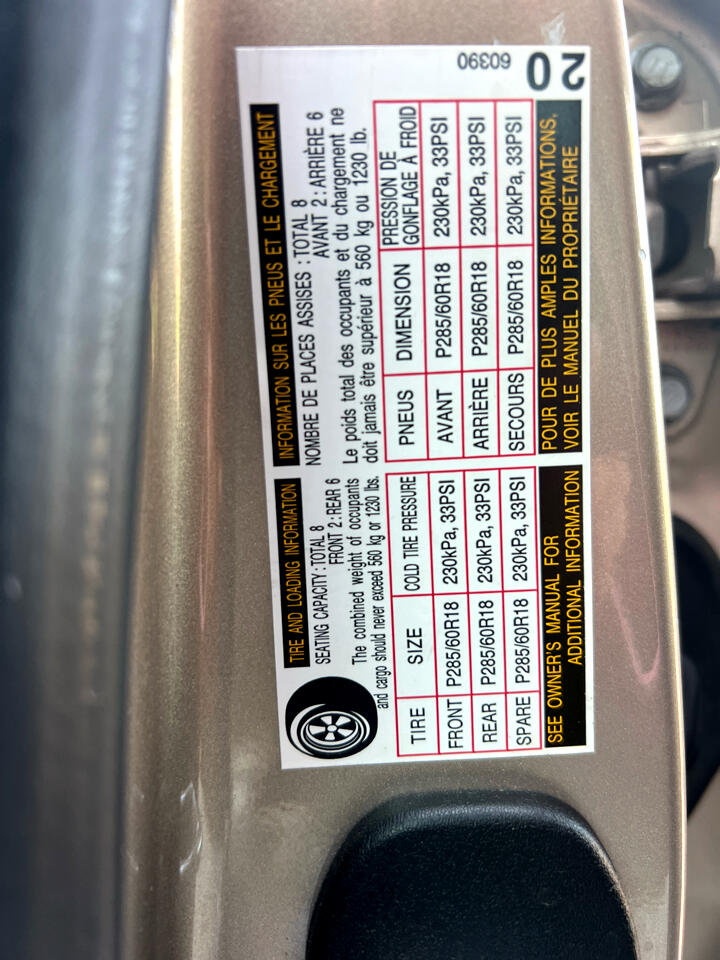 TIRE AND LOADING INFORMATION
SEATING CAPACITY : TOTAL 8
FRONT 2 : REAR 6
The combined weight of occupants
and cargo should never exceed 560 kg or 1230 lbs.
TIRE SIZE COLD TIRE PRESSURE
FRONT P285/60R18 230kPa, 33PSI
REAR P285/60R18 230kPa, 33PSI
SPARE P285/60R18 230kPa, 33PSI
SEE OWNER'S MANUAL FOR
ADDITIONAL INFORMATION
INFORMATION SUR LES PNEUS ET LE CHARGEMENT
NOMBRE DE PLACES ASSISES : TOTAL 8
AVANT 2 : ARRIÈRE 6
Le poids total des occupants et du chargement ne
doit jamais être supérieur à 560 kg ou 1230 lb.
PNEUS DIMENSION PRESSION DE
GONFLAGE À FROID
AVANT P285/60R18 230kPa, 33PSI
ARRIÈRE P285/60R18 230kPa, 33PSI
SECOURS P285/60R18 230kPa, 33PSI
POUR DE PLUS AMPLES INFORMATIONS,
VOIR LE MANUEL DU PROPRIÉTAIRE
60390
20